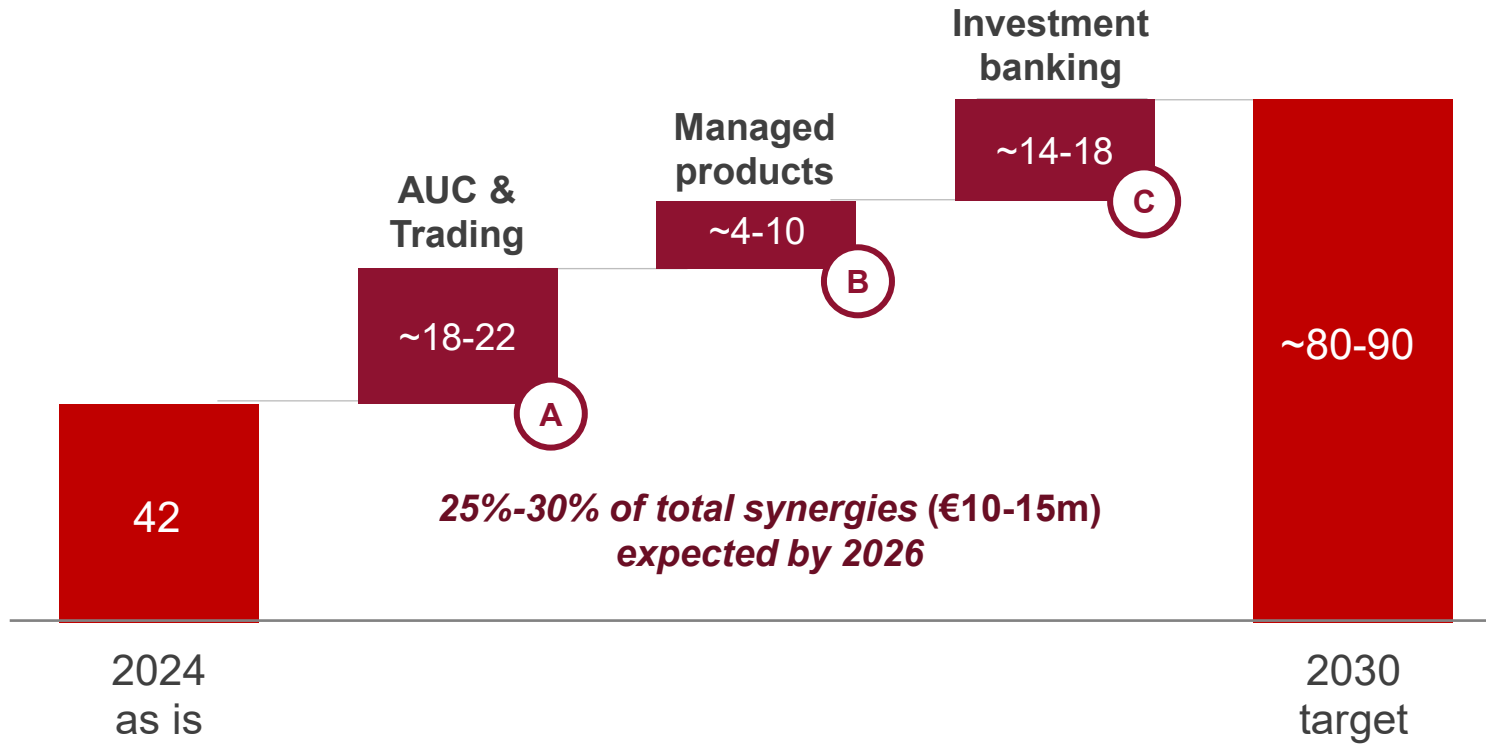 Investment
banking
~14-18
C
Managed
products
~4-10
B
AUC &
Trading
~18-22
A
~80-90
42
25%-30% of total synergies (€10-15m)
expected by 2026
2024
as is
2030
target